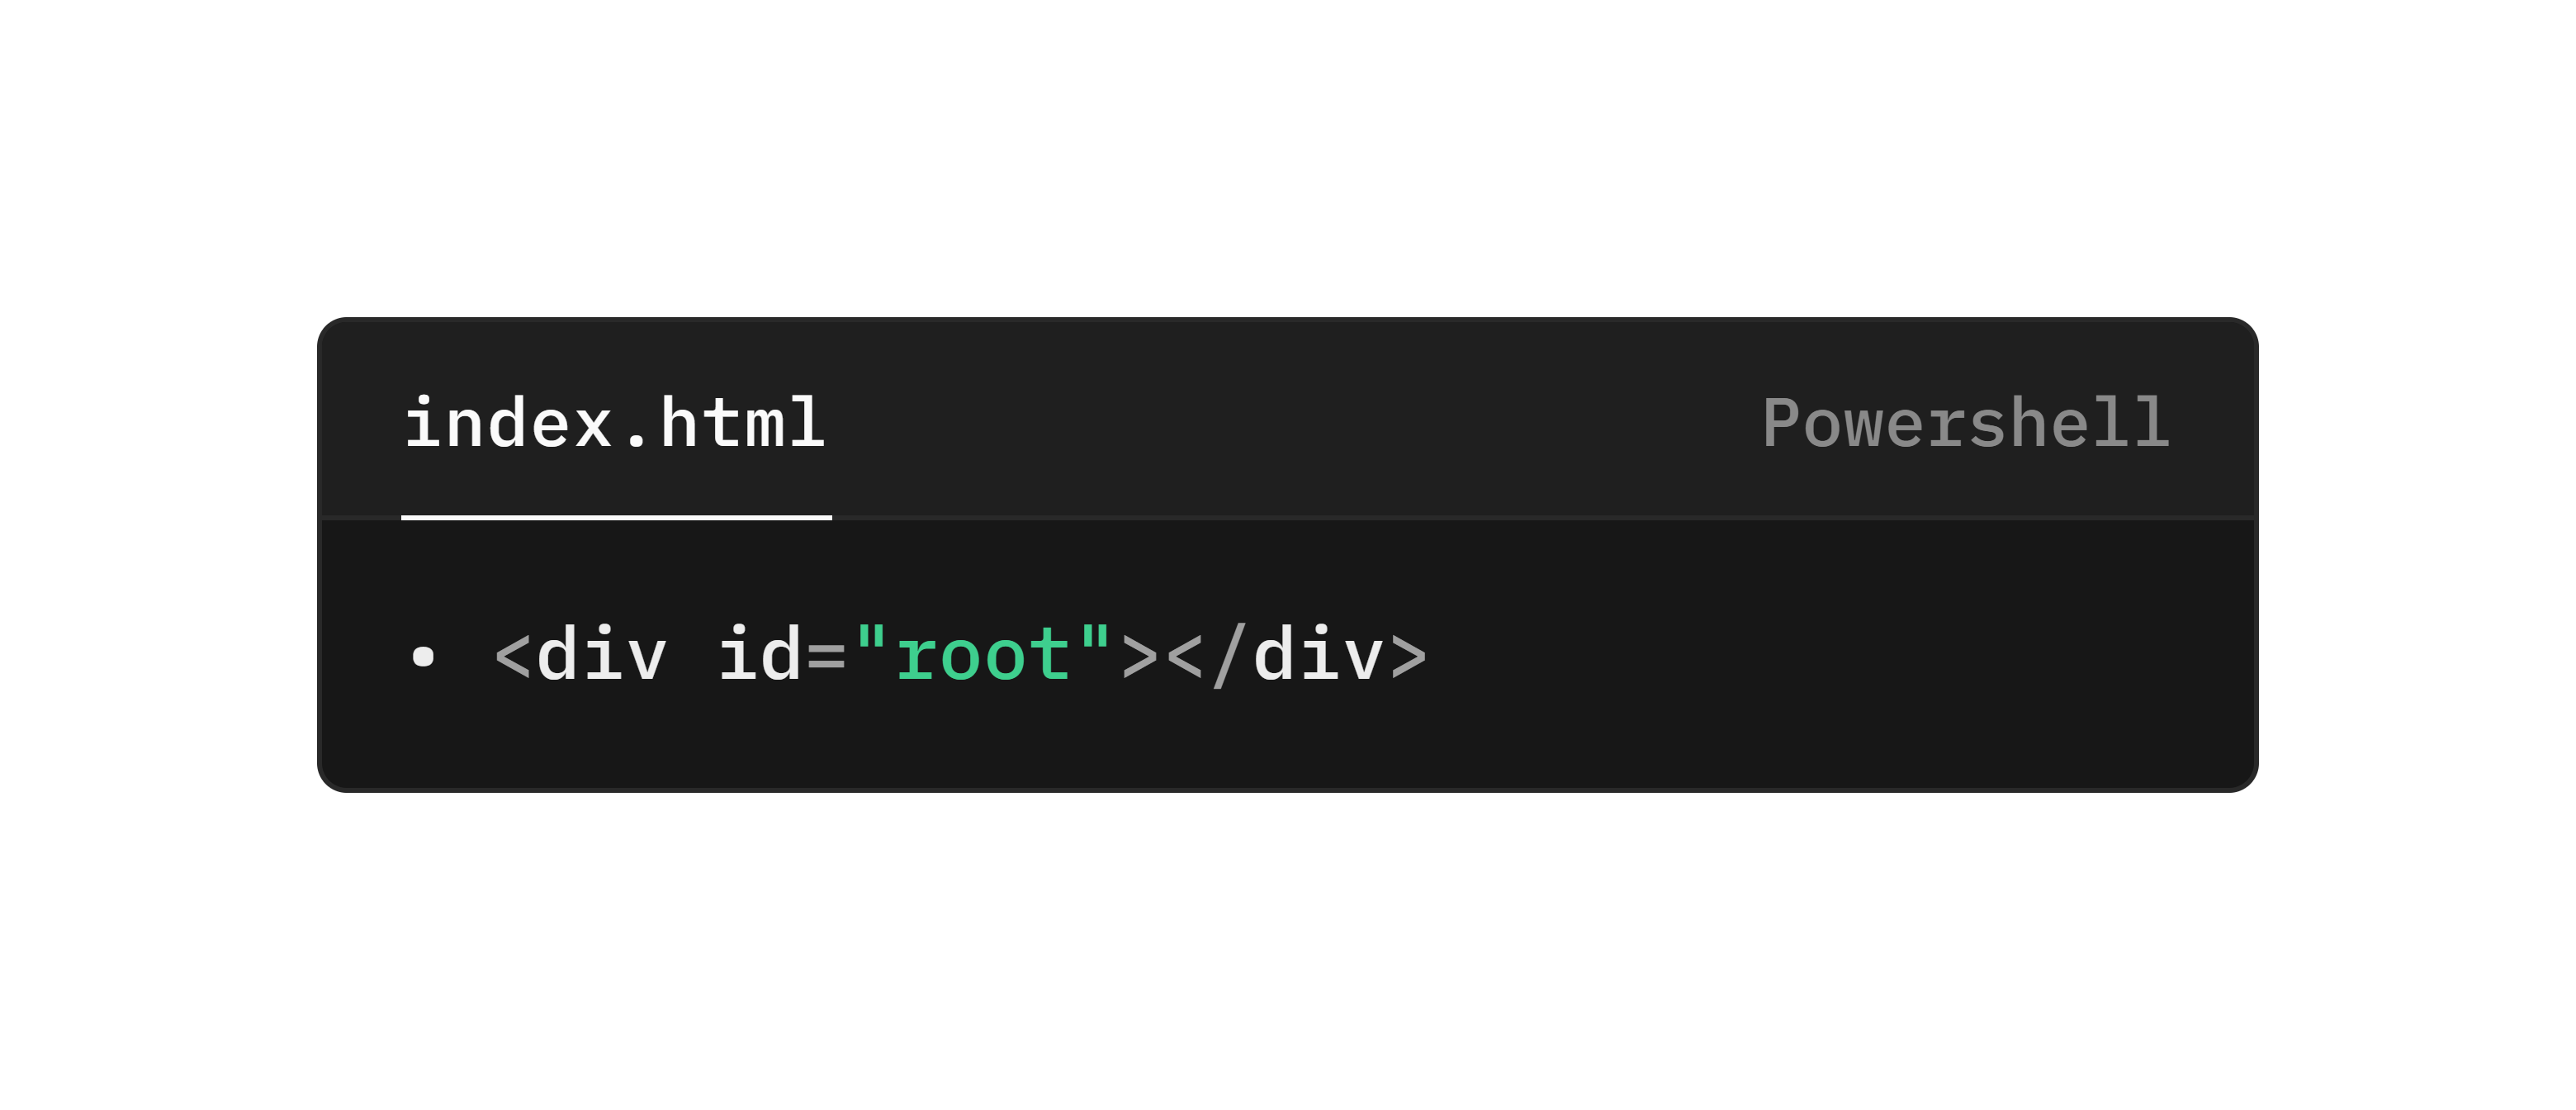 index.html Powershell
• <div id="root"></div>